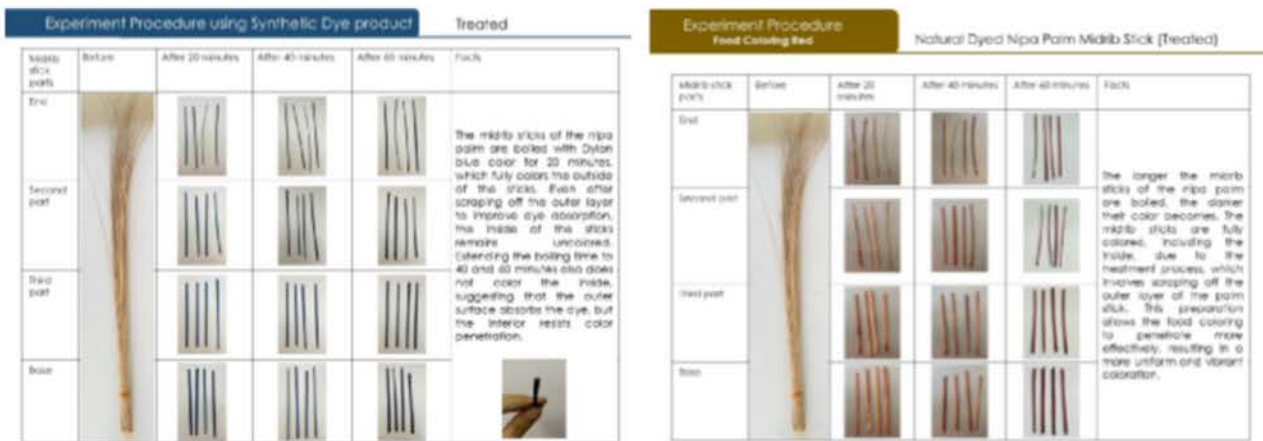 Experiment Procedure using Synthetic Dye product
Treated
Midrib stick parts
Before
After 20 minutes
After 40 minutes
After 60 minutes
Facts
End
Second part
Third part
Base
The midrib sticks of the nipa
palm are boiled with Dylon
blue color for 20 minutes,
which fully colors the outside
of the sticks. Even after
scraping off the outer layer
to improve dye absorption,
the inside of the sticks
remains uncolored.
Extending the boiling time to
40 and 60 minutes also does
not color the inside,
suggesting that the outer
surface absorbs the dye, but
the interior resists color
penetration.
Experiment Procedure
Food Coloring Red
Natural Dyed Nipa Palm Midrib Stick (Treated)
Midrib stick parts
Before
After 20 minutes
After 40 minutes
After 60 minutes
Facts
End
Second part
Third part
Base
The longer the midrib
sticks of the nipa palm
are boiled, the darker
their color becomes. The
midrib sticks are fully
colored, including the
inside, due to the
treatment process, which
involves scraping off the
outer layer of the palm
stick. This preparation
allows the food coloring
to penetrate more
effectively, resulting in a
more uniform and vibrant
coloration.